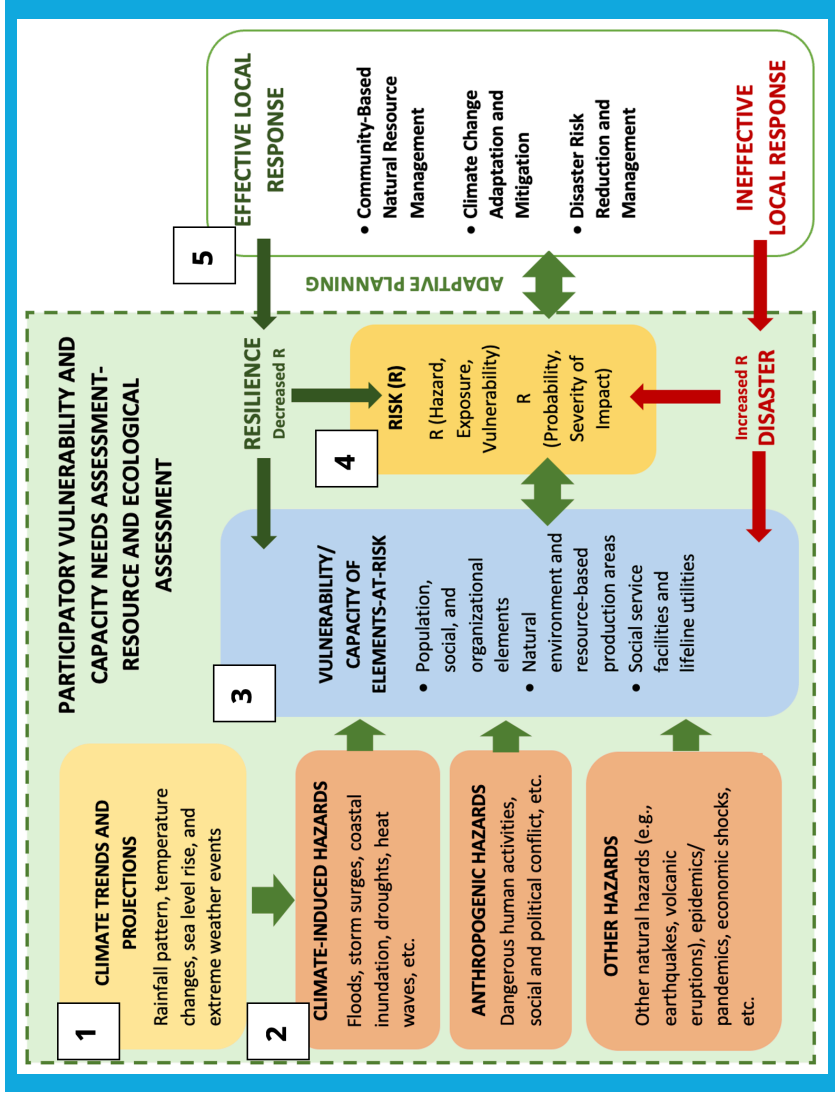 PARTICIPATORY VULNERABILITY AND
CAPACITY NEEDS ASSESSMENT-
RESOURCE AND ECOLOGICAL
ASSESSMENT
1
CLIMATE TRENDS AND
PROJECTIONS
Rainfall pattern, temperature
changes, sea level rise, and
extreme weather events
2
CLIMATE-INDUCED HAZARDS
Floods, storm surges, coastal
inundation, droughts, heat
waves, etc.
ANTHROPOGENIC HAZARDS
Dangerous human activities,
social and political conflict, etc.
OTHER HAZARDS
Other natural hazards (e.g.,
earthquakes, volcanic
eruptions), epidemics/
pandemics, economic shocks,
etc.
3
VULNERABILITY/
CAPACITY OF
ELEMENTS-AT-RISK
• Population,
social, and
organizational
elements
• Natural
environment and
resource-based
production areas
• Social service
facilities and
lifeline utilities
RESILIENCE
Decreased R
4
RISK (R)
R (Hazard,
Exposure,
Vulnerability)
R
(Probability,
Severity of
Impact)
Increased R
DISASTER
ADAPTIVE PLANNING
5
EFFECTIVE LOCAL
RESPONSE
• Community-Based
Natural Resource
Management
• Climate Change
Adaptation and
Mitigation
• Disaster Risk
Reduction and
Management
INEFFECTIVE
LOCAL RESPONSE